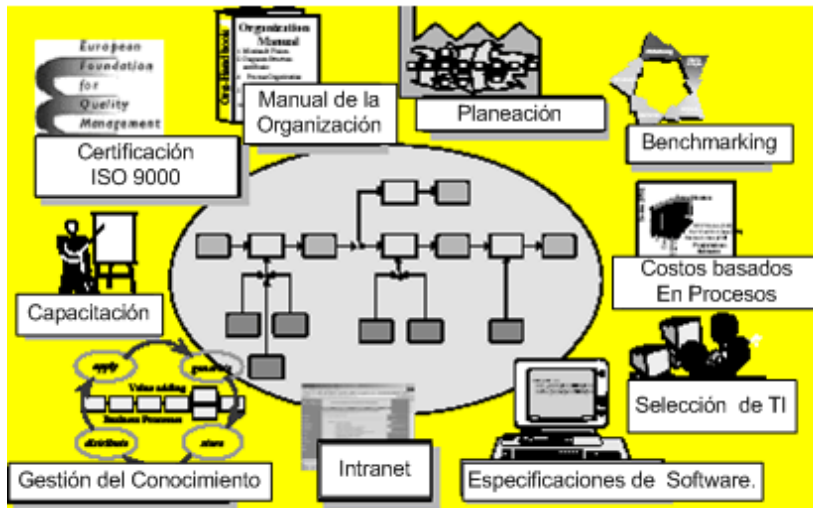 European
Foundation
for
Quality
Management
Certificación
ISO 9000
Organization
Manual
Manual de la
Organización
Planeación
Benchmarking
Costos basados
En Procesos
Capacitación
Selección de TI
apply
Value adding
Business Processes
distribute
store
Gestión del Conocimiento
Intranet
Especificaciones de Software.